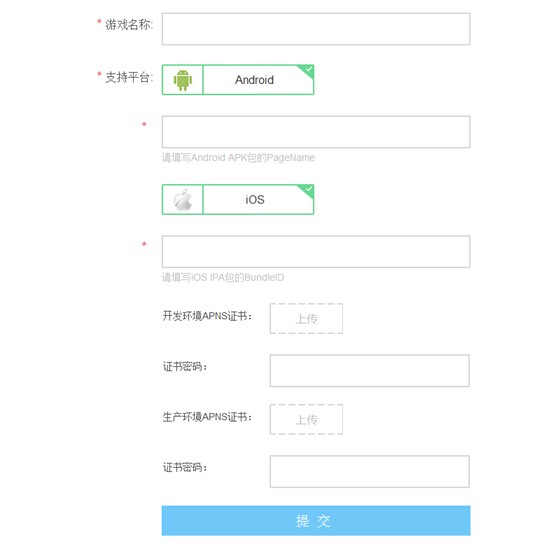 * 游戏名称:
* 支持平台:
Android
*
请填写Android APK包的PageName
iOS
*
请填写iOS IPA包的BundleID
开发环境APNS证书：
上传
证书密码：
生产环境APNS证书：
上传
证书密码：
提 交